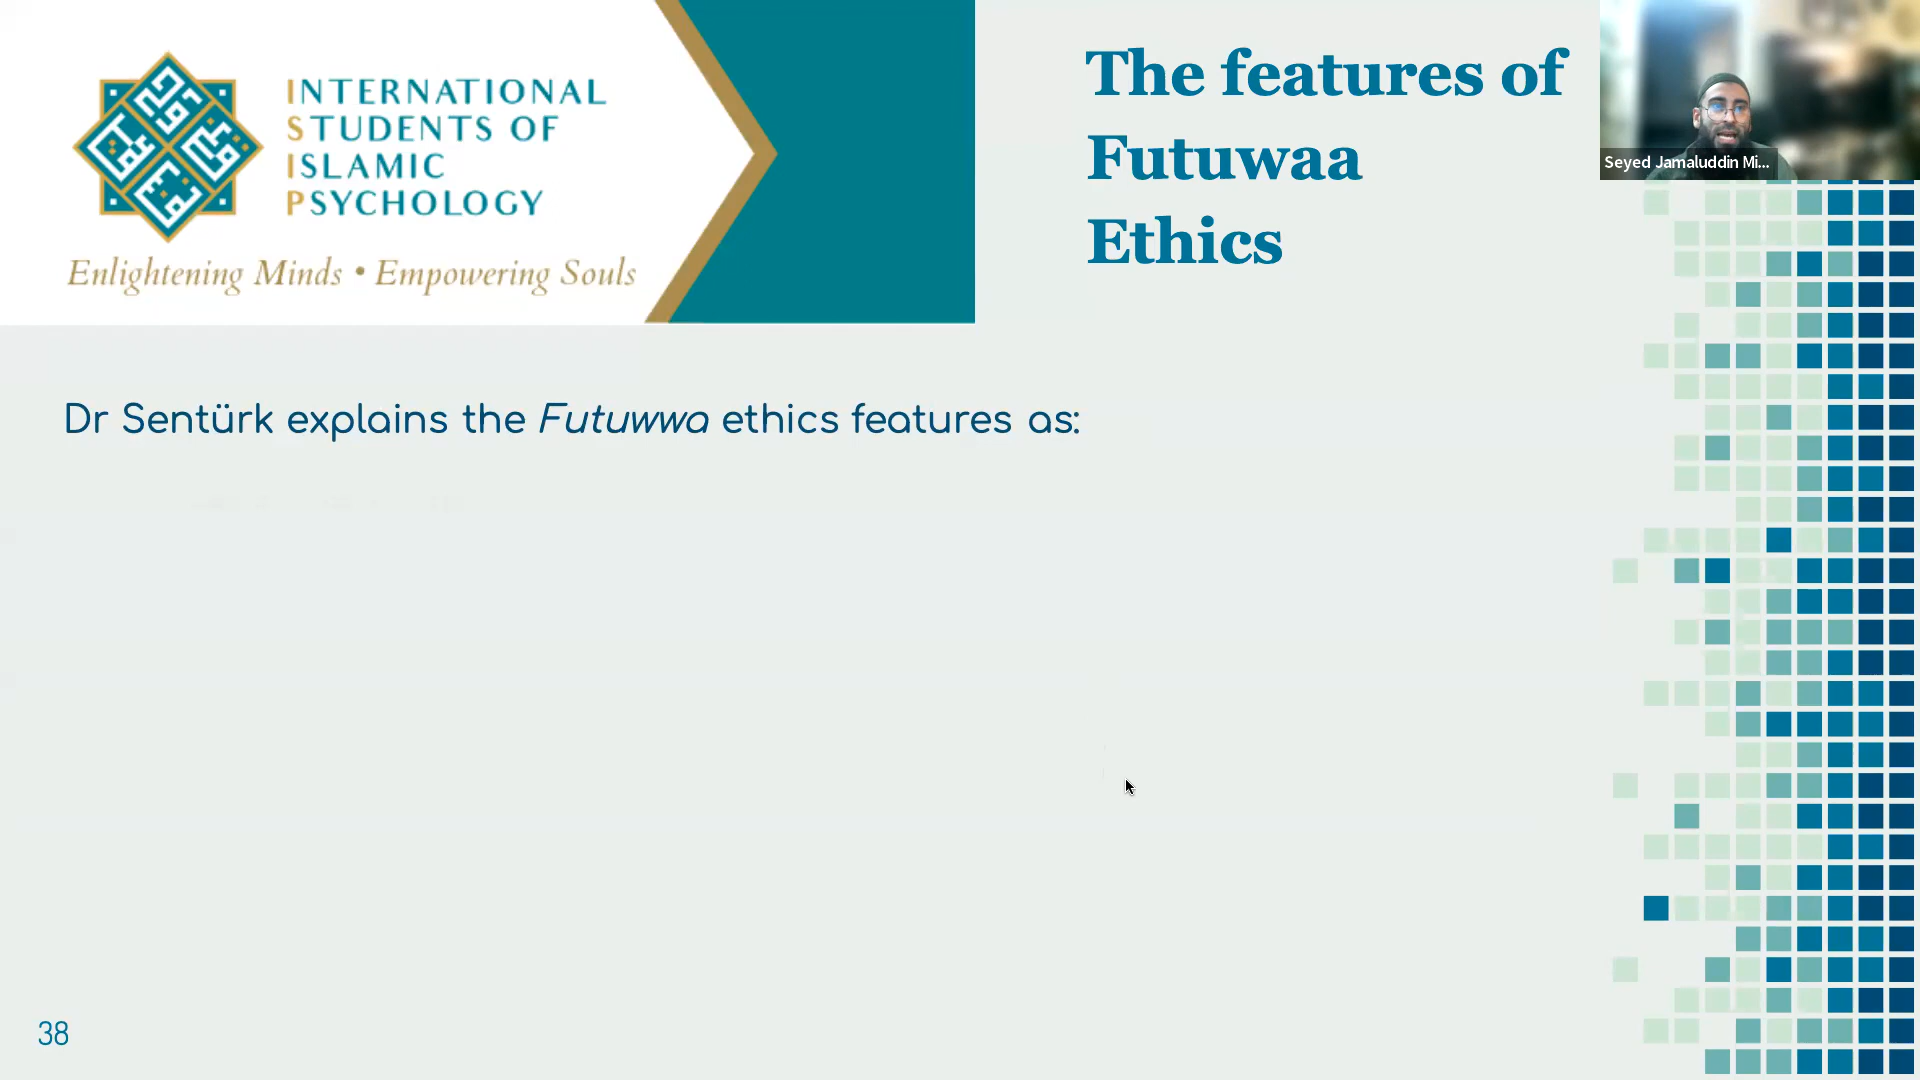 INTERNATIONAL
STUDENTS OF
ISLAMIC
PSYCHOLOGY
Enlightening Minds • Empowering Souls
The features of
Futuwaa
Ethics
Seyed Jamaluddin Mi...
Dr Sentürk explains the Futuwwa ethics features as:
38